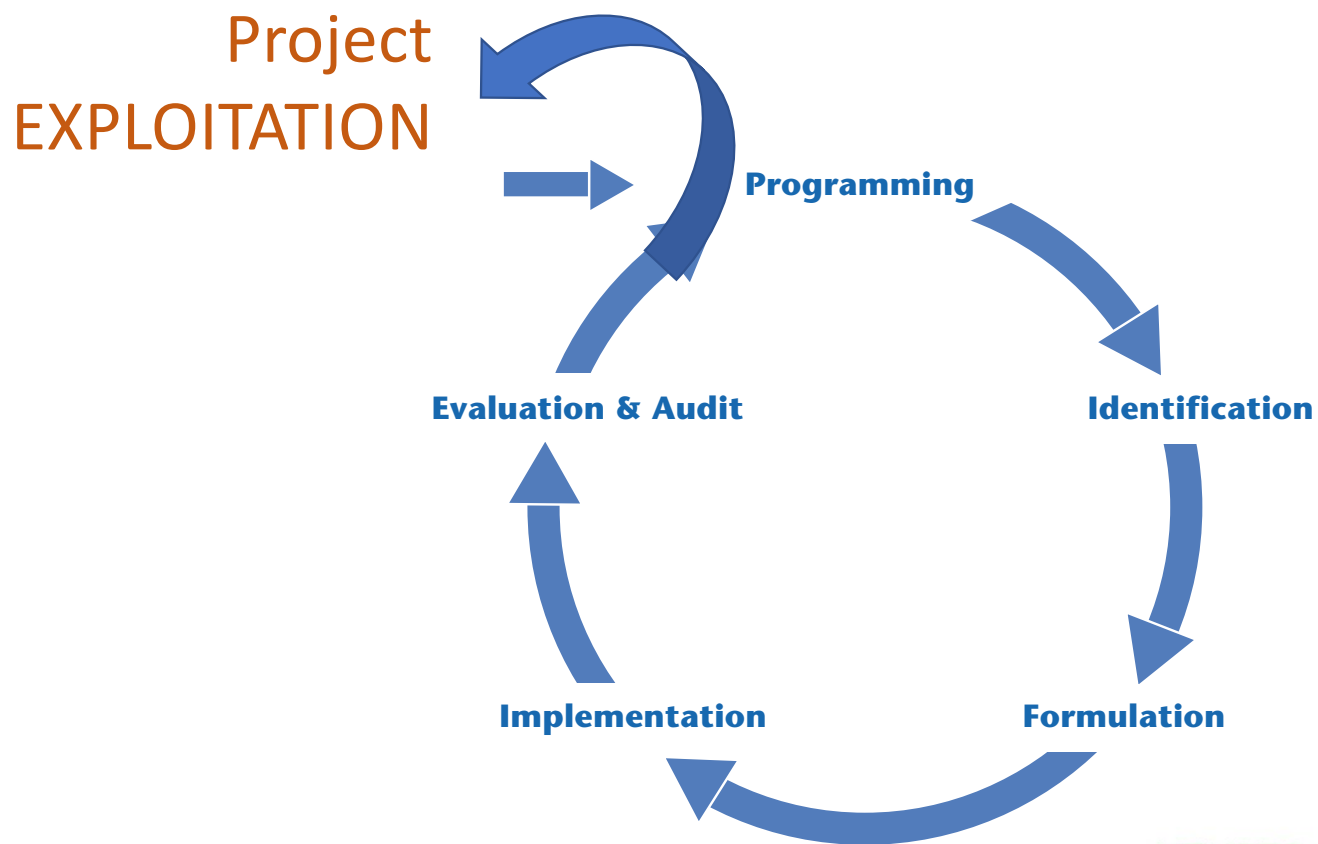 Project
EXPLOITATION
Programming
Evaluation & Audit
Identification
Implementation
Formulation